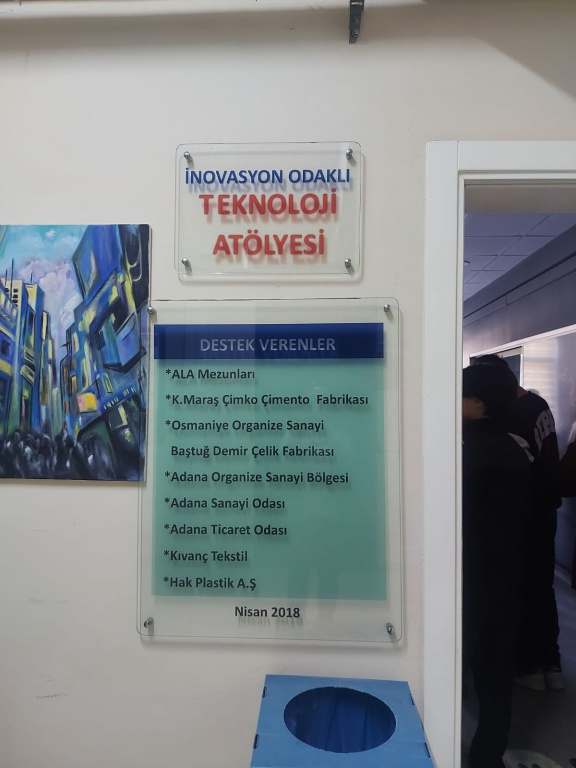 İNOVASYON ODAKLI
TEKNOLOJİ
ATÖLYESİ
DESTEK VERENLER
*ALA Mezunları
*K.Maraş Çimko Çimento Fabrikası
*Osmaniye Organize Sanayi
Baştuğ Demir Çelik Fabrikası
*Adana Organize Sanayi Bölgesi
*Adana Sanayi Odası
*Adana Ticaret Odası
*Kıvanç Tekstil
*Hak Plastik A.Ş
Nisan 2018